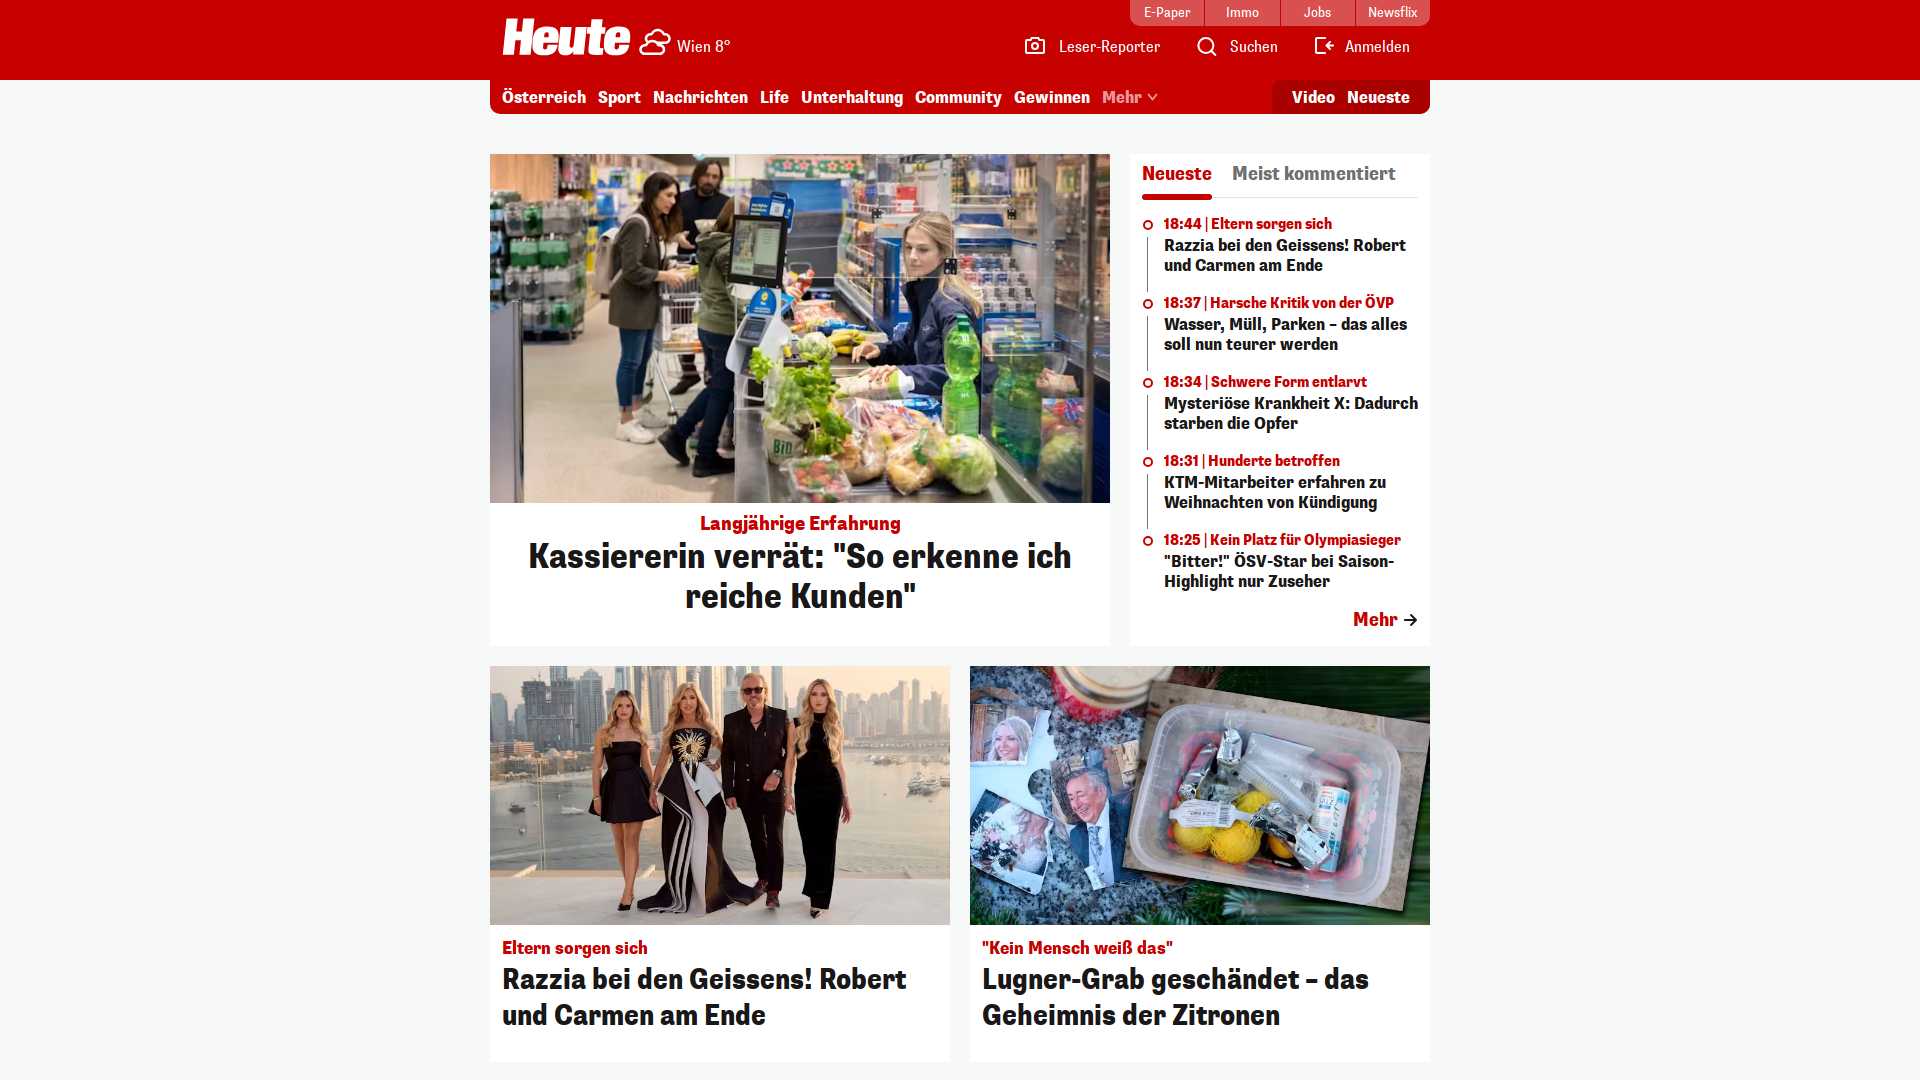 E-Paper
Immo
Jobs
Newsflix
Heute
Wien 8°
Leser-Reporter
Suchen
Anmelden
Österreich
Sport
Nachrichten
Life
Unterhaltung
Community
Gewinnen
Mehr
Video
Neueste
BIO
Langjährige Erfahrung
Kassiererin verrät: "So erkenne ich
reiche Kunden"
Neueste
Meist kommentiert
18:44 | Eltern sorgen sich
Razzia bei den Geissens! Robert
und Carmen am Ende
18:37 | Harsche Kritik von der ÖVP
Wasser, Müll, Parken – das alles
soll nun teurer werden
18:34 | Schwere Form entlarvt
Mysteriöse Krankheit X: Dadurch
starben die Opfer
18:31 | Hunderte betroffen
KTM-Mitarbeiter erfahren zu
Weihnachten von Kündigung
18:25 | Kein Platz für Olympiasieger
"Bitter!" ÖSV-Star bei Saison-
Highlight nur Zuseher
Mehr
Eltern sorgen sich
Razzia bei den Geissens! Robert
und Carmen am Ende
"Kein Mensch weiß das"
Lugner-Grab geschändet – das
Geheimnis der Zitronen